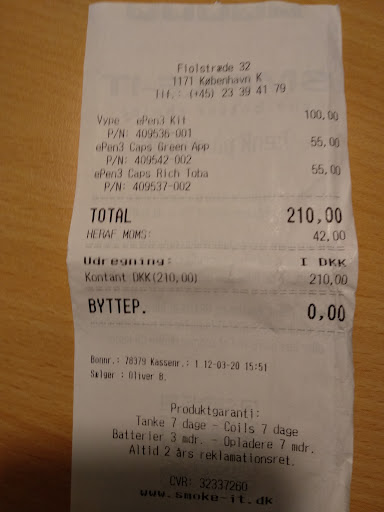 Fiolstræde 32
1171 København K
Tlf.: (+45) 23 39 41 79
Vype - ePen3 Kit 100,00
P/N: 409536-001
ePen3 Caps Green App 55,00
P/N: 409542-002
ePen3 Caps Rich Toba 55,00
P/N: 409537-002
TOTAL 210,00
HERAF MOMS: 42,00
Udregning: I DKK
Kontant DKK(210,00) 210,00
BYTTEP. 0,00
Bonnr.: 78379 Kassenr.: 1 12-03-20 15:51
Sælger : Oliver B.
Produktgaranti:
Tanke 7 dage - Coils 7 dage
Batterier 3 mdr. - Opladere 7 mdr.
Altid 2 års reklamationsret.
CVR: 32337260
www.smoke-it.dk